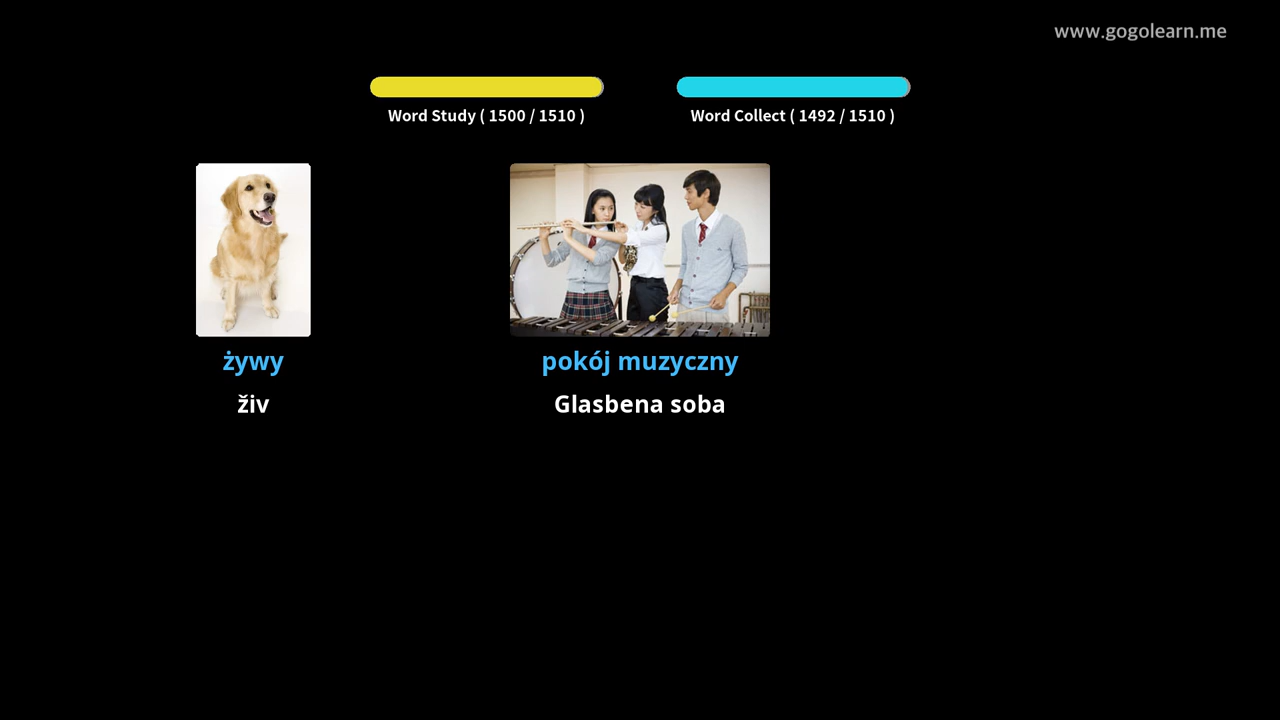 www.gogolearn.me
Word Study ( 1500 / 1510 )
Word Collect ( 1492 / 1510 )
żywy
živ
pokój muzyczny
Glasbena soba